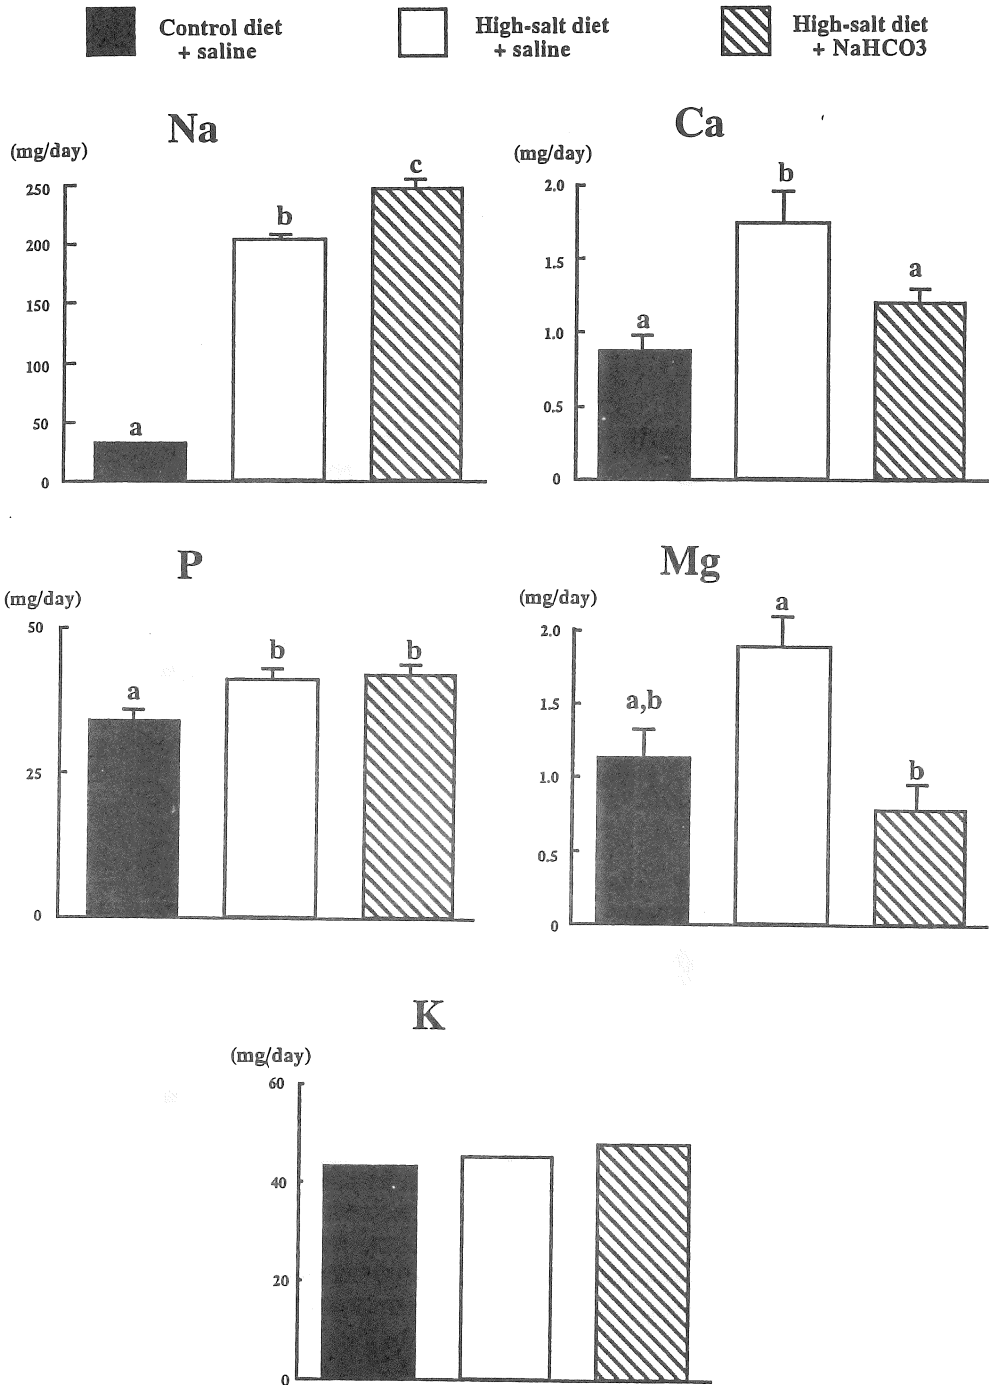 Control diet
+ saline
High-salt diet
+ saline
High-salt diet
+ NaHCO3
Na
(mg/day)
250
200
150
100
50
0
a
b
c
Ca
(mg/day)
2.0
1.5
1.0
0.5
0
a
b
a
P
(mg/day)
50
25
0
a
b
b
Mg
(mg/day)
2.0
1.5
1.0
0.5
0
a,b
a
b
K
(mg/day)
60
40
20
0